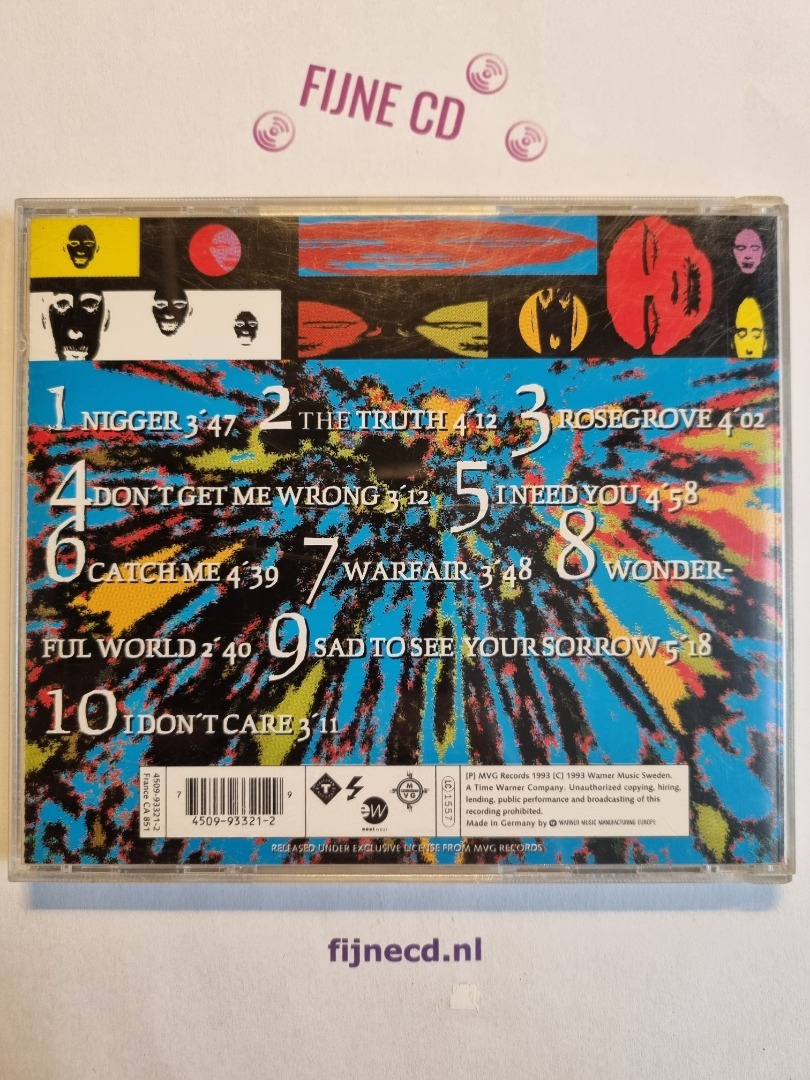 FIJNE CD
1 NIGGER 3´47 2 THE TRUTH 4´12 3 ROSEGROVE 4´02
4 DON´T GET ME WRONG 3´12 5 I NEED YOU 4´58
6 CATCH ME 4´39 7 WARFAIR 3´48 8 WONDER-
FUL WORLD 2´40 9 SAD TO SEE YOUR SORROW 5´18
10 I DON´T CARE 3´11
4509-93321-2
France CA 851
7 9
4509-93321-2
T
ew
eastwest
M V G
LC 1557
(P) MVG Records 1993 (C) 1993 Warner Music Sweden.
A Time Warner Company. Unauthorized copying, hiring,
lending, public performance and broadcasting of this
recording prohibited.
Made in Germany by WARNER MUSIC MANUFACTURING EUROPE
RELEASED UNDER EXCLUSIVE LICENSE FROM MVG RECORDS
fijnecd.nl